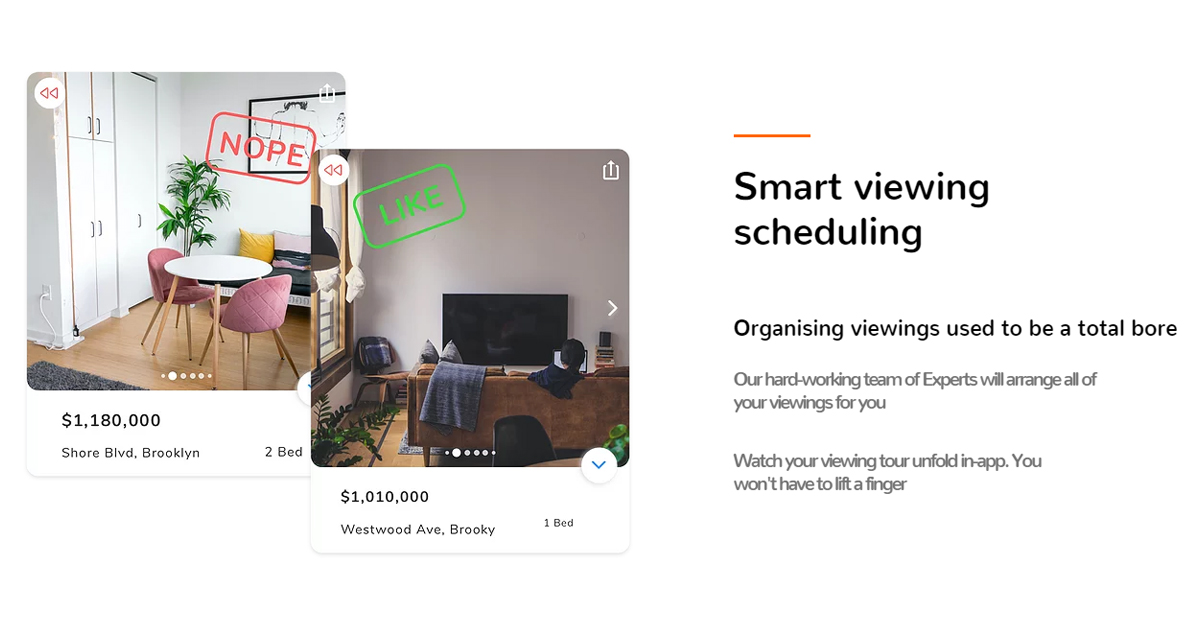 NOPE
$1,180,000
Shore Blvd, Brooklyn
2 Bed
LIKE
$1,010,000
Westwood Ave, Brooky
1 Bed
Smart viewing
scheduling
Organising viewings used to be a total bore
Our hard-working team of Experts will arrange all of
your viewings for you
Watch your viewing tour unfold in-app. You
won't have to lift a finger